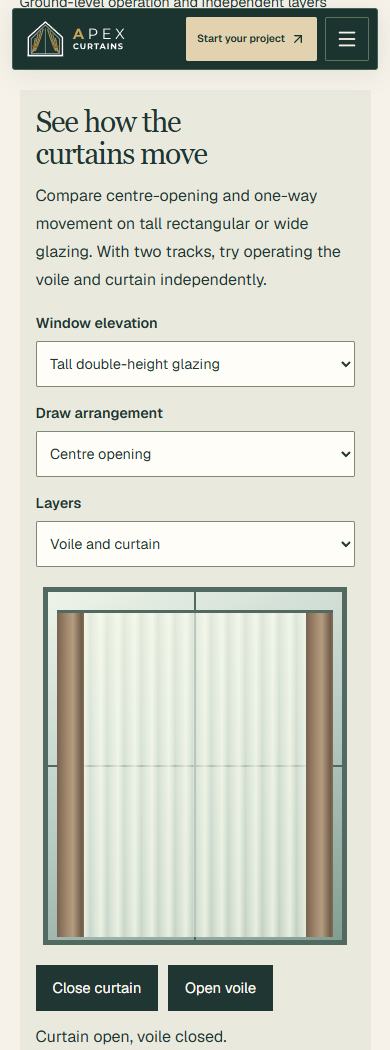 Ground-level operation and independent layers
APEX
CURTAINS
Start your project
See how the
curtains move
Compare centre-opening and one-way
movement on tall rectangular or wide
glazing. With two tracks, try operating the
voile and curtain independently.
Window elevation
Tall double-height glazing
Draw arrangement
Centre opening
Layers
Voile and curtain
Close curtain
Open voile
Curtain open, voile closed.